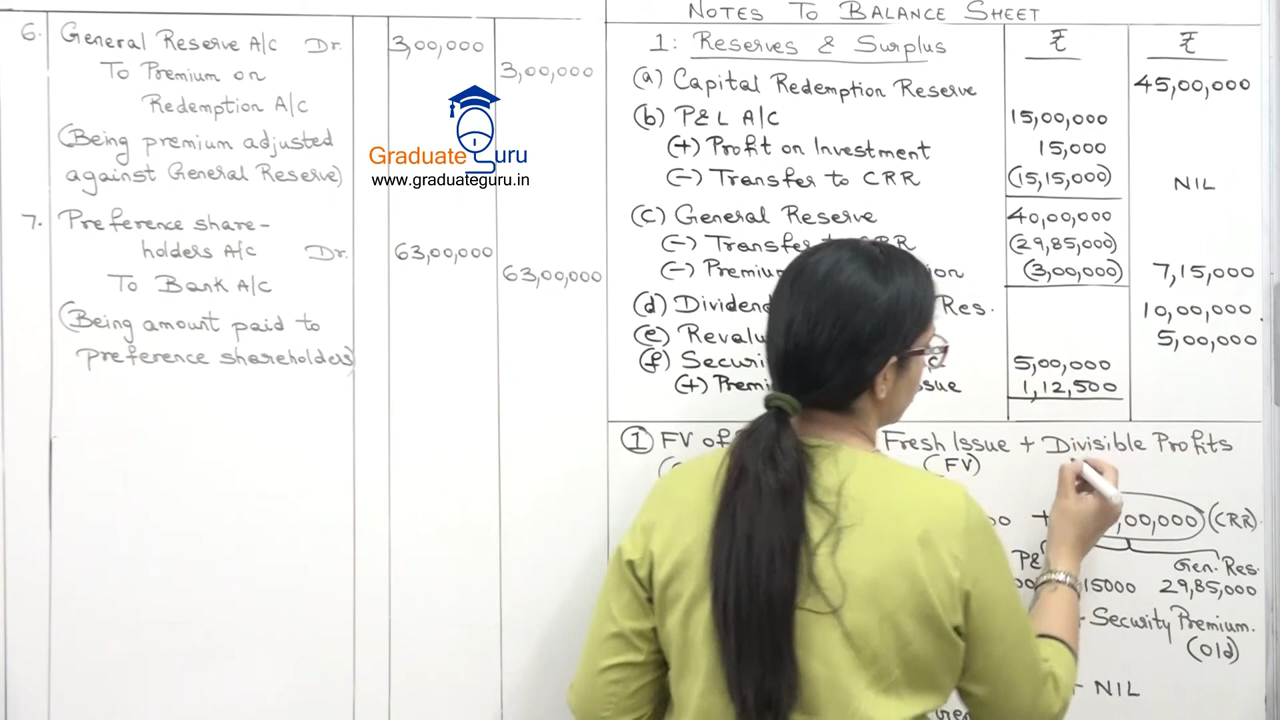 6. General Reserve A/c Dr. 3,00,000
To Premium on 3,00,000
Redemption A/C
(Being premium adjusted
against General Reserve)
7. Preference share-
holders A/c Dr. 63,00,000
To Bank A/c 63,00,000
(Being amount paid to
preference shareholders)
Graduate Guru
www.graduateguru.in
NOTES TO BALANCE SHEET
1: Reserves & Surplus ₹ ₹
(a) Capital Redemption Reserve 45,00,000
(b) P&L A/C 15,00,000
(+) Profit on Investment 15,000
(-) Transfer to CRR (15,15,000) NIL
(c) General Reserve 40,00,000
(-) Transfer to CRR (29,85,000)
(-) Premium (3,00,000) 7,15,000
(d) Dividend Res. 10,00,000
(e) 5,00,000
(f) 5,00,000
(+) 1,12,500
① FV of Fresh Issue + Divisible Profits
(FV)
+ ,00,000 (CRR)
Gen. Res.
15000 29,85,000
Security Premium.
(Old)
NIL